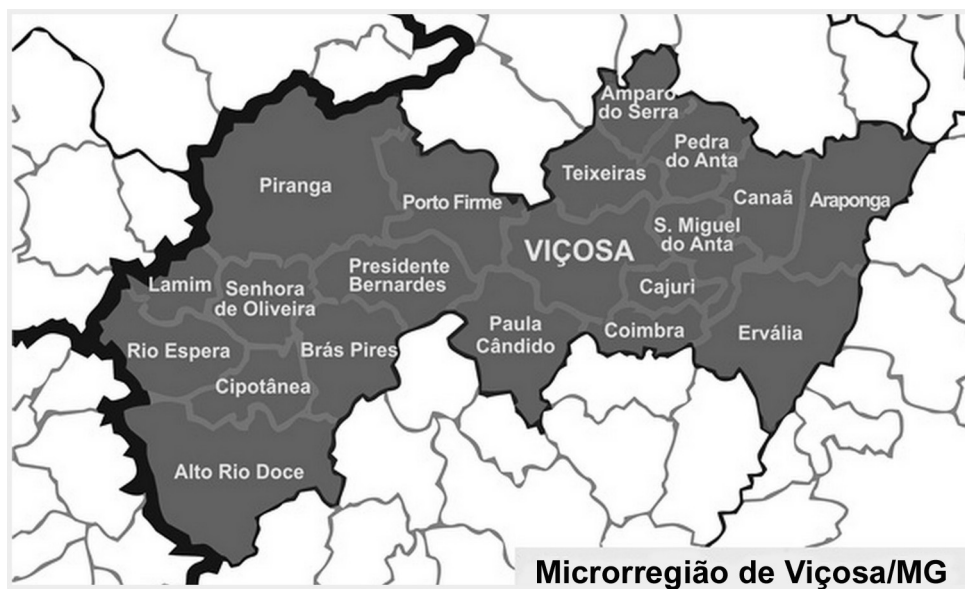 Amparo
do Serra
Pedra
do Anta
Teixeiras
Piranga
Canaã
Araponga
Porto Firme
S. Miguel
do Anta
VIÇOSA
Presidente
Bernardes
Lamim
Senhora
de Oliveira
Cajuri
Paula
Cândido
Coimbra
Ervália
Rio Espera
Brás Pires
Cipotânea
Alto Rio Doce
Microrregião de Viçosa/MG